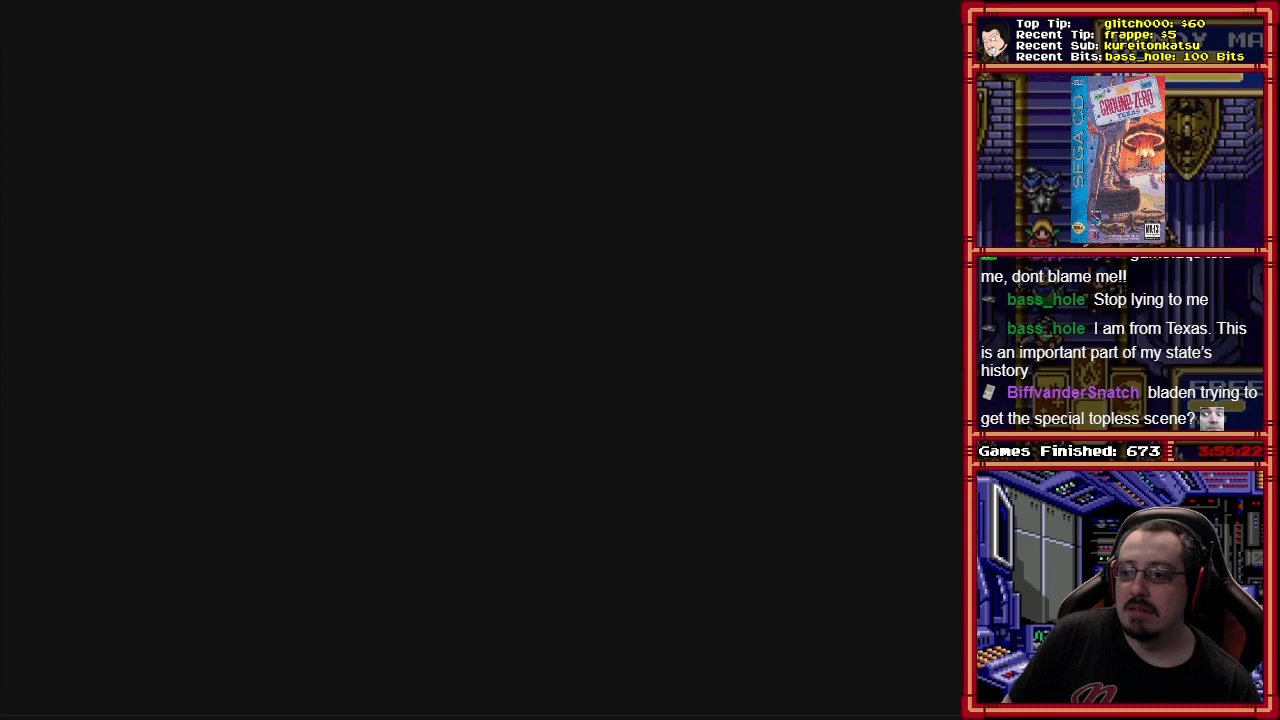 Top Tip: glitch000: $60
Recent Tip: frappe: $5
Recent Sub: kureitonkatsu
Recent Bits: bass_hole: 100 Bits
SEGA CD
GROUND ZERO
TEXAS
me, dont blame me!!
bass_hole Stop lying to me
bass_hole I am from Texas. This
is an important part of my state’s
history
BiffvanderSnatch bladen trying to
get the special topless scene?
FREE
Games Finished: 673
3:56:22